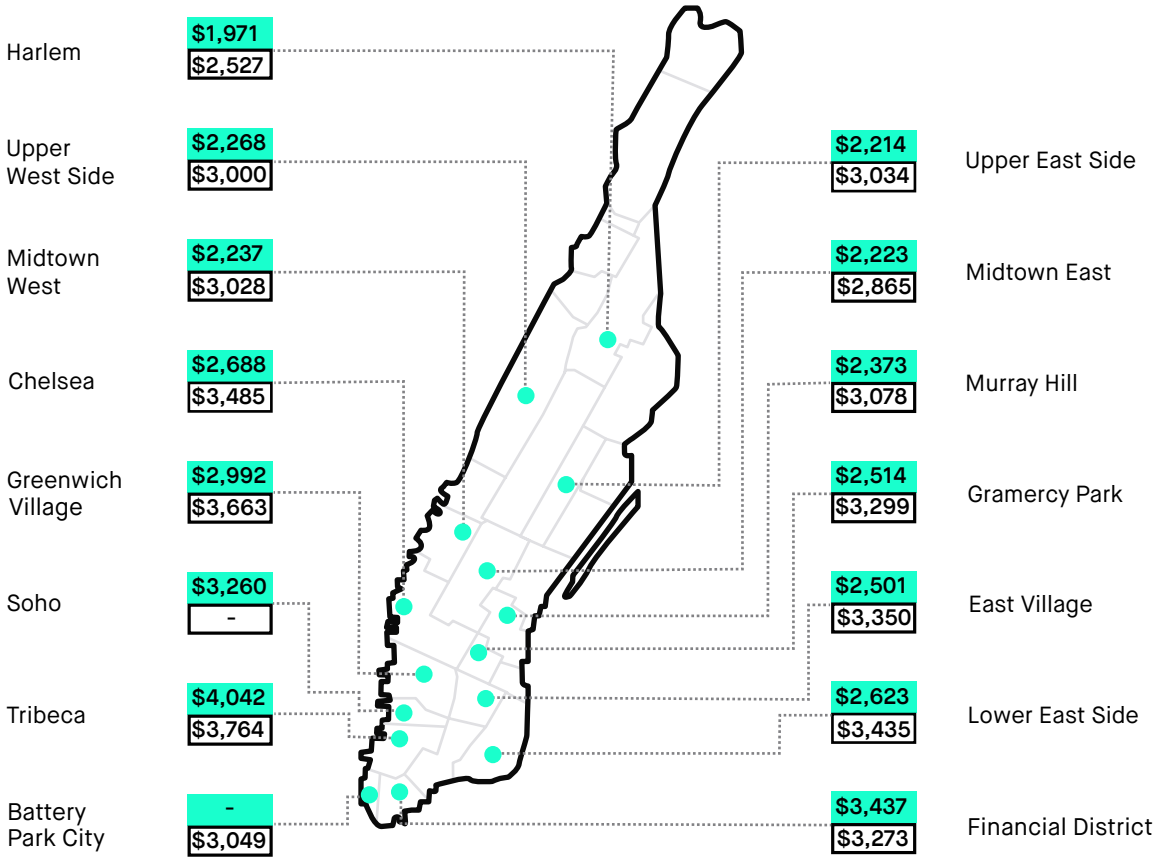 Harlem
$1,971
$2,527
Upper
West Side
$2,268
$3,000
Midtown
West
$2,237
$3,028
Chelsea
$2,688
$3,485
Greenwich
Village
$2,992
$3,663
Soho
$3,260
-
Tribeca
$4,042
$3,764
Battery
Park City
-
$3,049
$2,214
$3,034
Upper East Side
$2,223
$2,865
Midtown East
$2,373
$3,078
Murray Hill
$2,514
$3,299
Gramercy Park
$2,501
$3,350
East Village
$2,623
$3,435
Lower East Side
$3,437
$3,273
Financial District